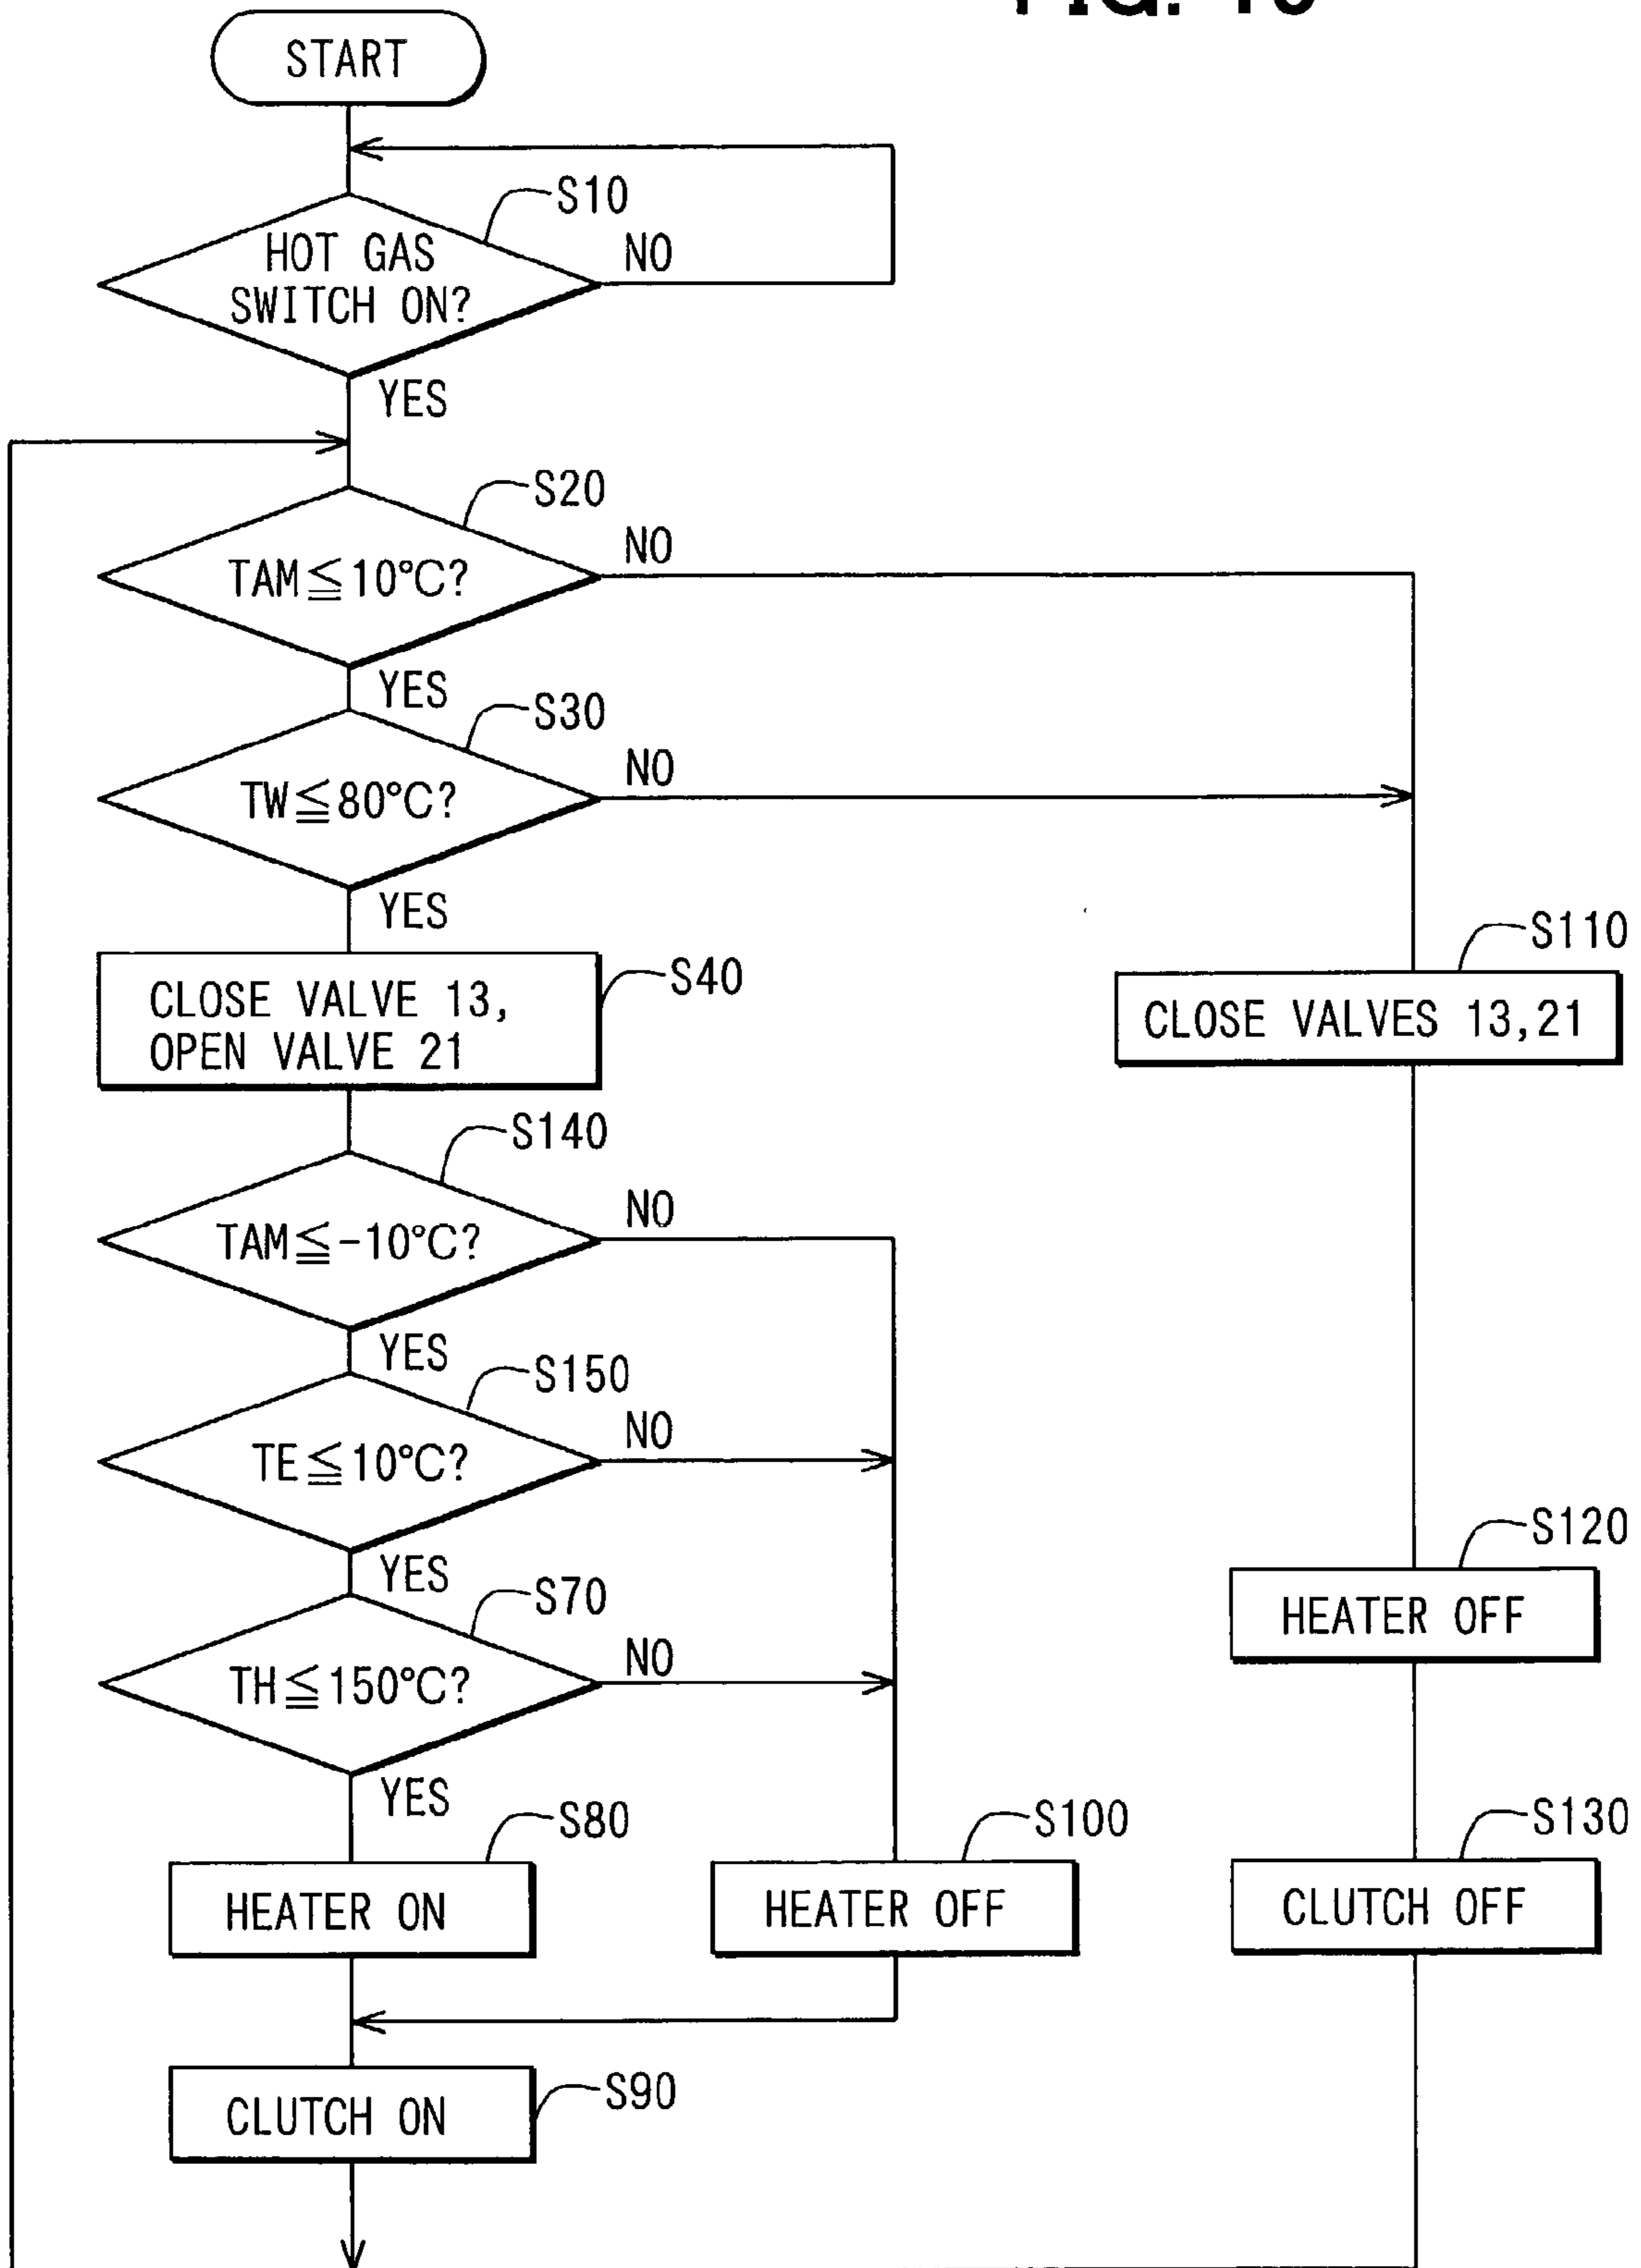 START
S10
HOT GAS
SWITCH ON?
NO
YES
S20
TAM≦10°C?
NO
YES
S30
TW≦80°C?
NO
YES
S40
CLOSE VALVE 13,
OPEN VALVE 21
S110
CLOSE VALVES 13,21
S140
TAM≦-10°C?
NO
YES
S150
TE≦10°C?
NO
YES
S70
TH≦150°C?
NO
YES
S120
HEATER OFF
S80
HEATER ON
S100
HEATER OFF
S130
CLUTCH OFF
S90
CLUTCH ON